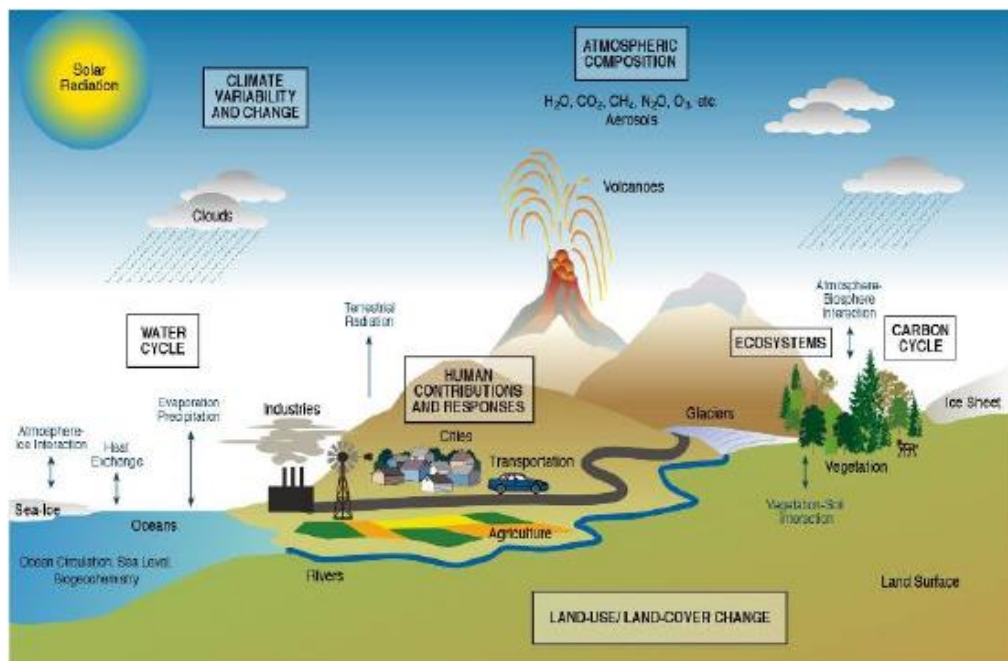 Solar
Radiation
CLIMATE
VARIABILITY
AND CHANGE
ATMOSPHERIC
COMPOSITION
H₂O, CO₂, CH₄, N₂O, O₃, etc.
Aerosols
Clouds
Volcanoes
WATER
CYCLE
Terrestrial
Radiation
Atmosphere-
Biosphere
Interaction
ECOSYSTEMS
CARBON
CYCLE
HUMAN
CONTRIBUTIONS
AND RESPONSES
Evaporation
Precipitation
Industries
Glaciers
Ice Sheet
Atmosphere-
Ice Interaction
Heat
Exchange
Cities
Transportation
Vegetation
Sea-Ice
Oceans
Agriculture
Vegetation-Soil
Interaction
Ocean Circulation, Sea Level,
Biogeochemistry
Rivers
Land Surface
LAND-USE/ LAND-COVER CHANGE